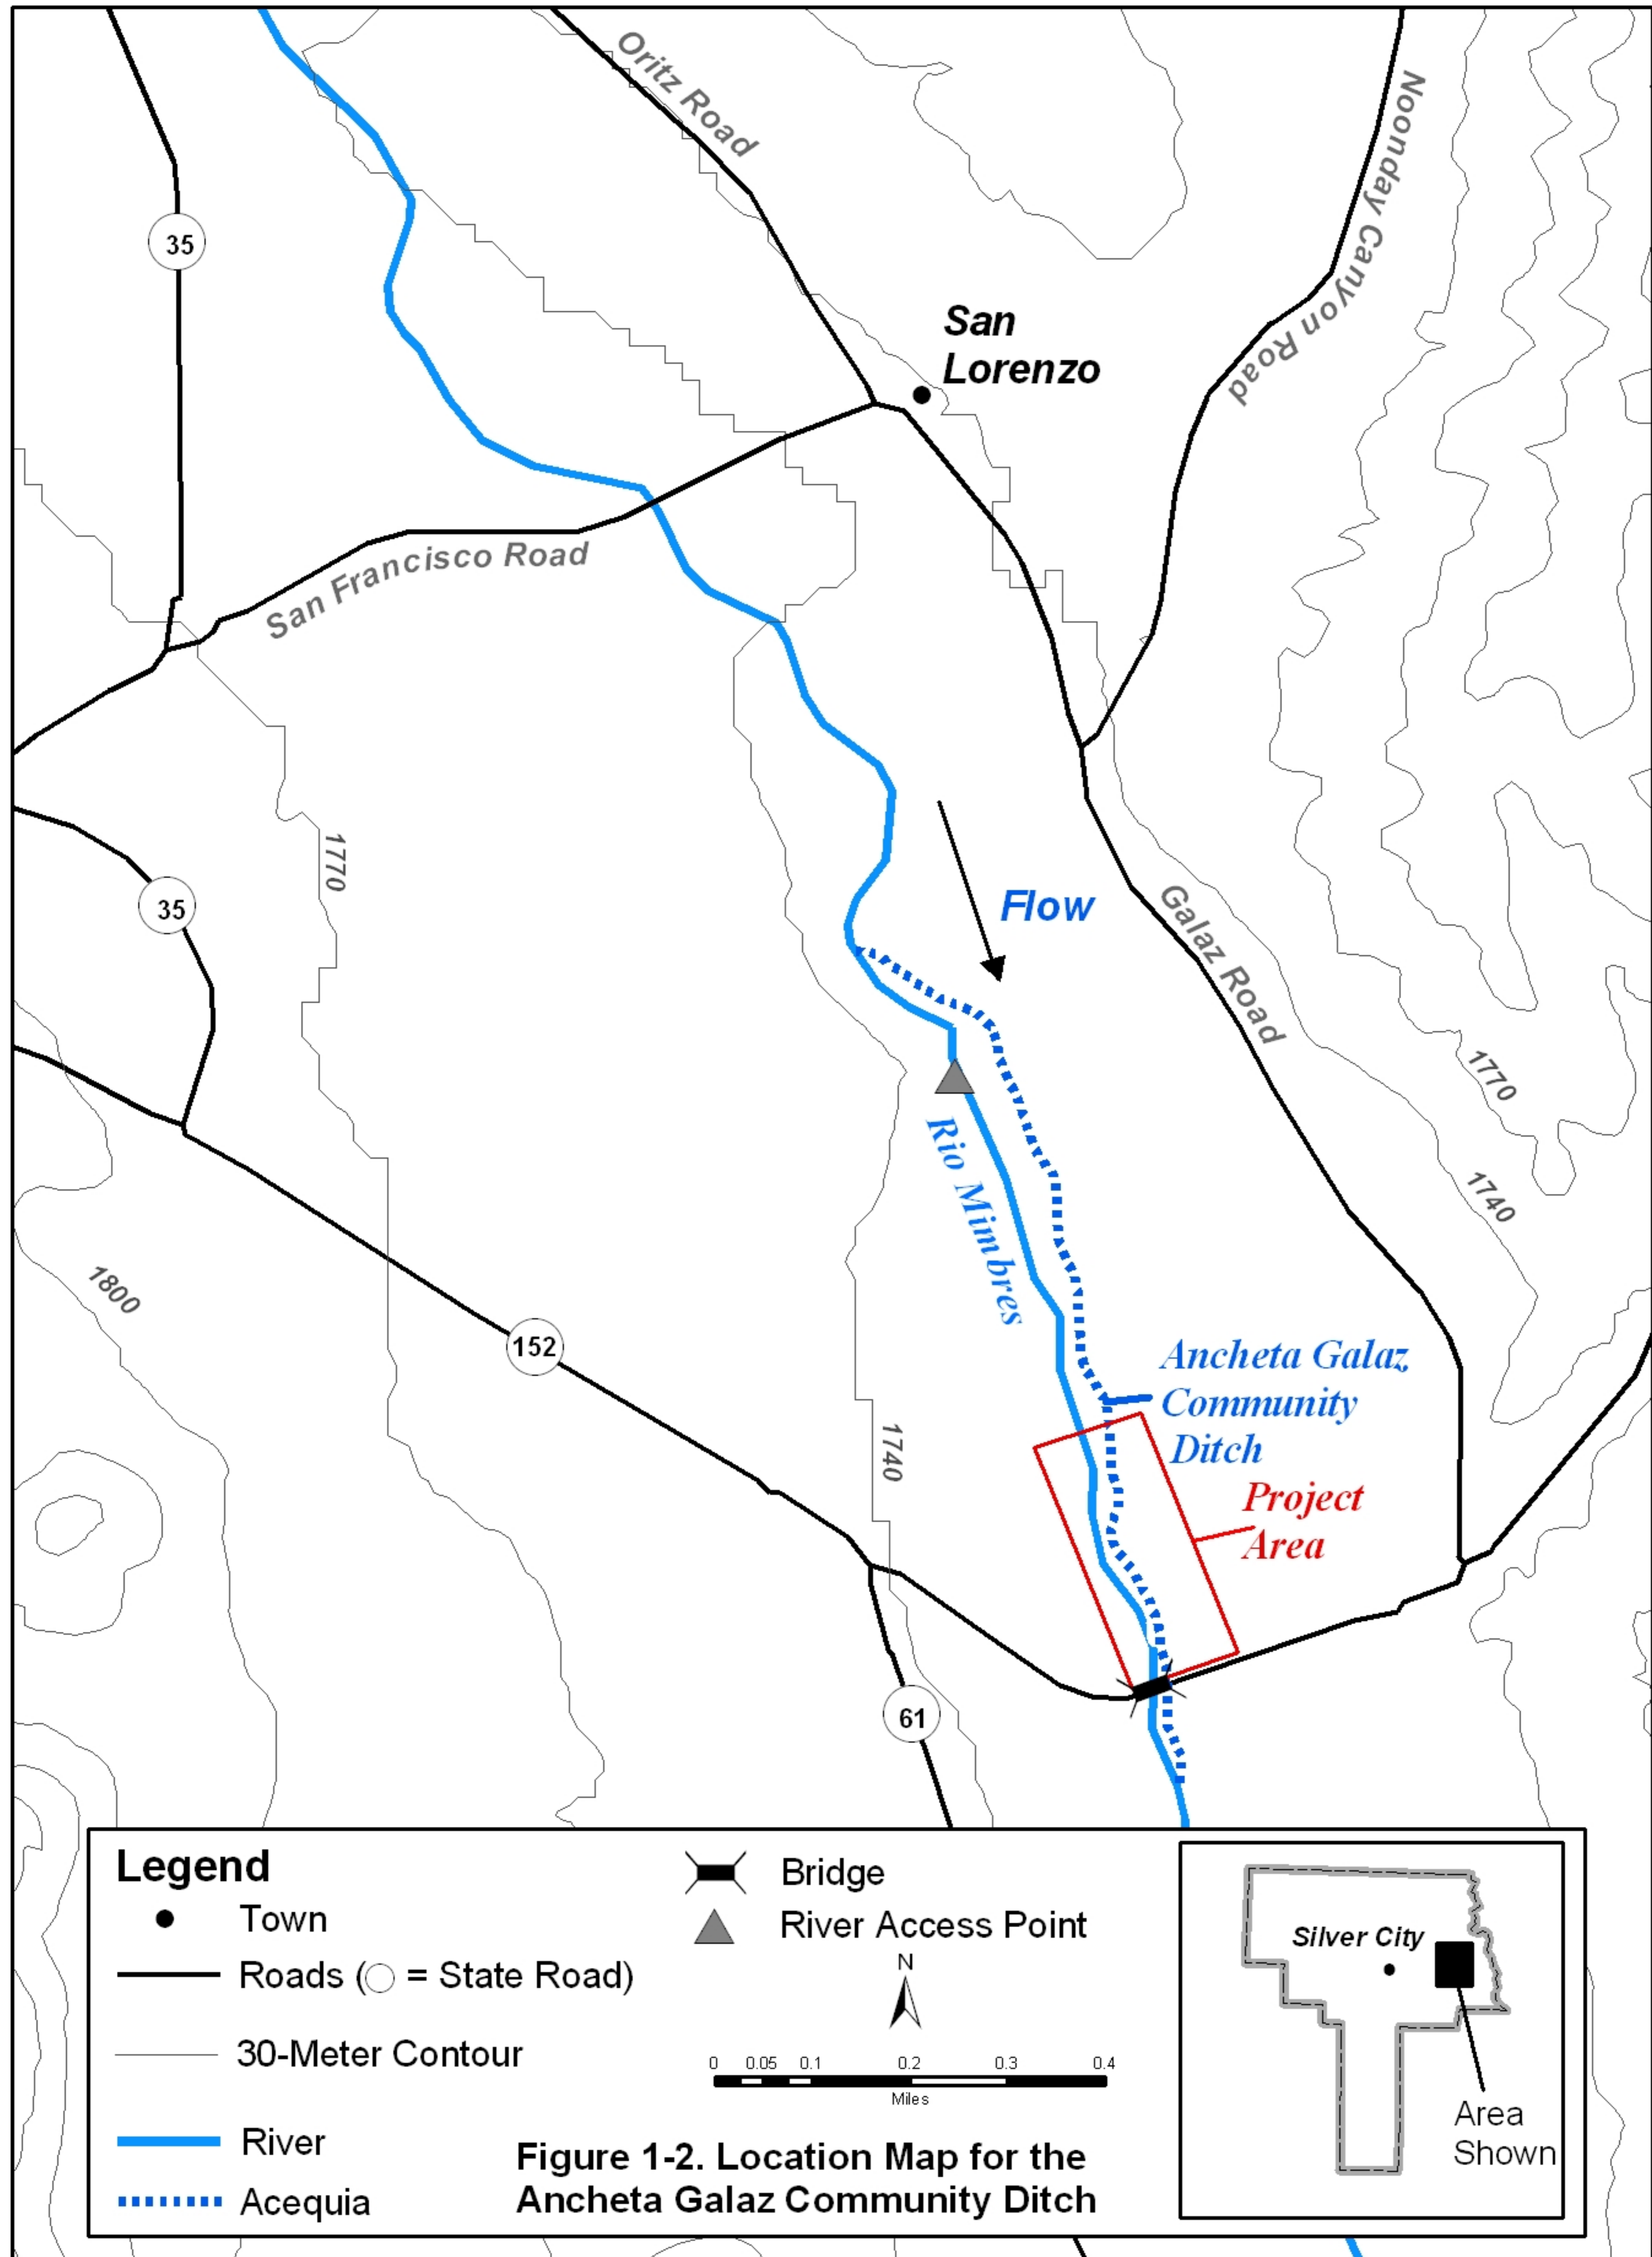 Oritz Road
Noonday Canyon Road
35
San
Lorenzo
San Francisco Road
1770
35
Flow
Galaz Road
1770
Rio Mimbres
1740
1800
152
Ancheta Galaz
Community
Ditch
1740
Project
Area
61
Legend
Town
Roads (○ = State Road)
30-Meter Contour
River
Acequia
Bridge
River Access Point
N
0 0.05 0.1 0.2 0.3 0.4
Miles
Figure 1-2. Location Map for the
Ancheta Galaz Community Ditch
Silver City
Area
Shown